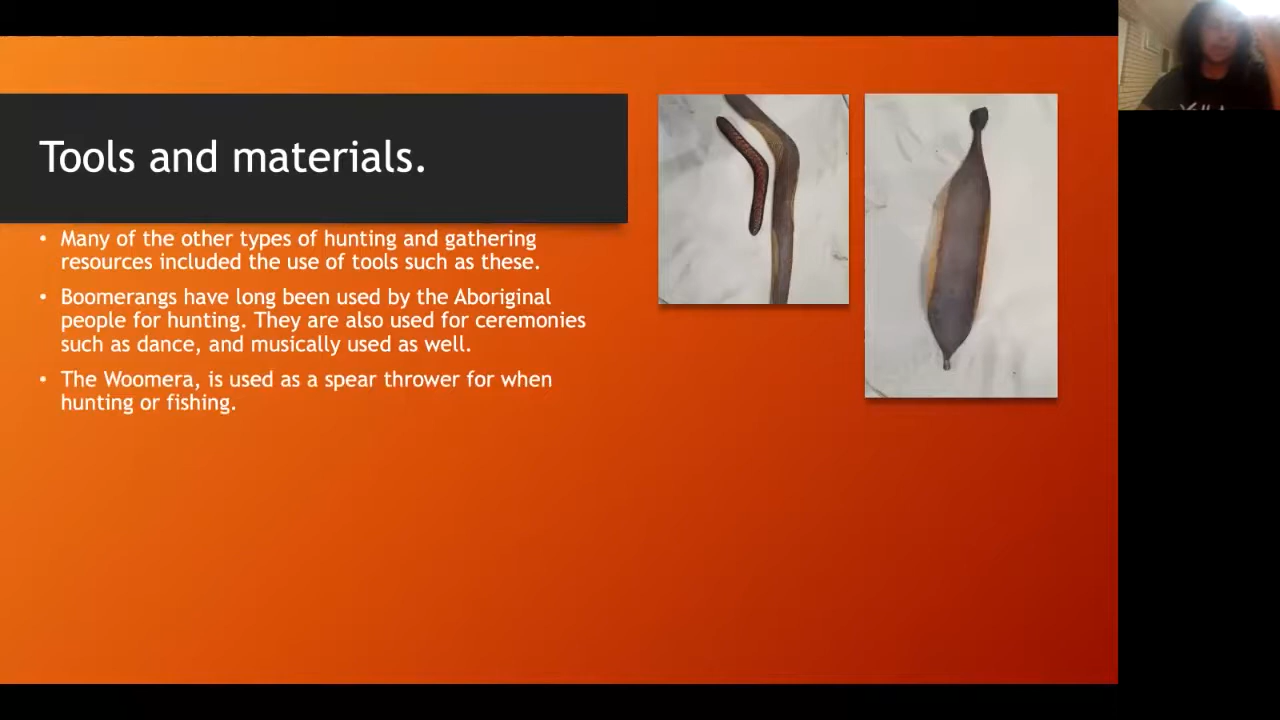 Tools and materials.
• Many of the other types of hunting and gathering
resources included the use of tools such as these.
• Boomerangs have long been used by the Aboriginal
people for hunting. They are also used for ceremonies
such as dance, and musically used as well.
• The Woomera, is used as a spear thrower for when
hunting or fishing.